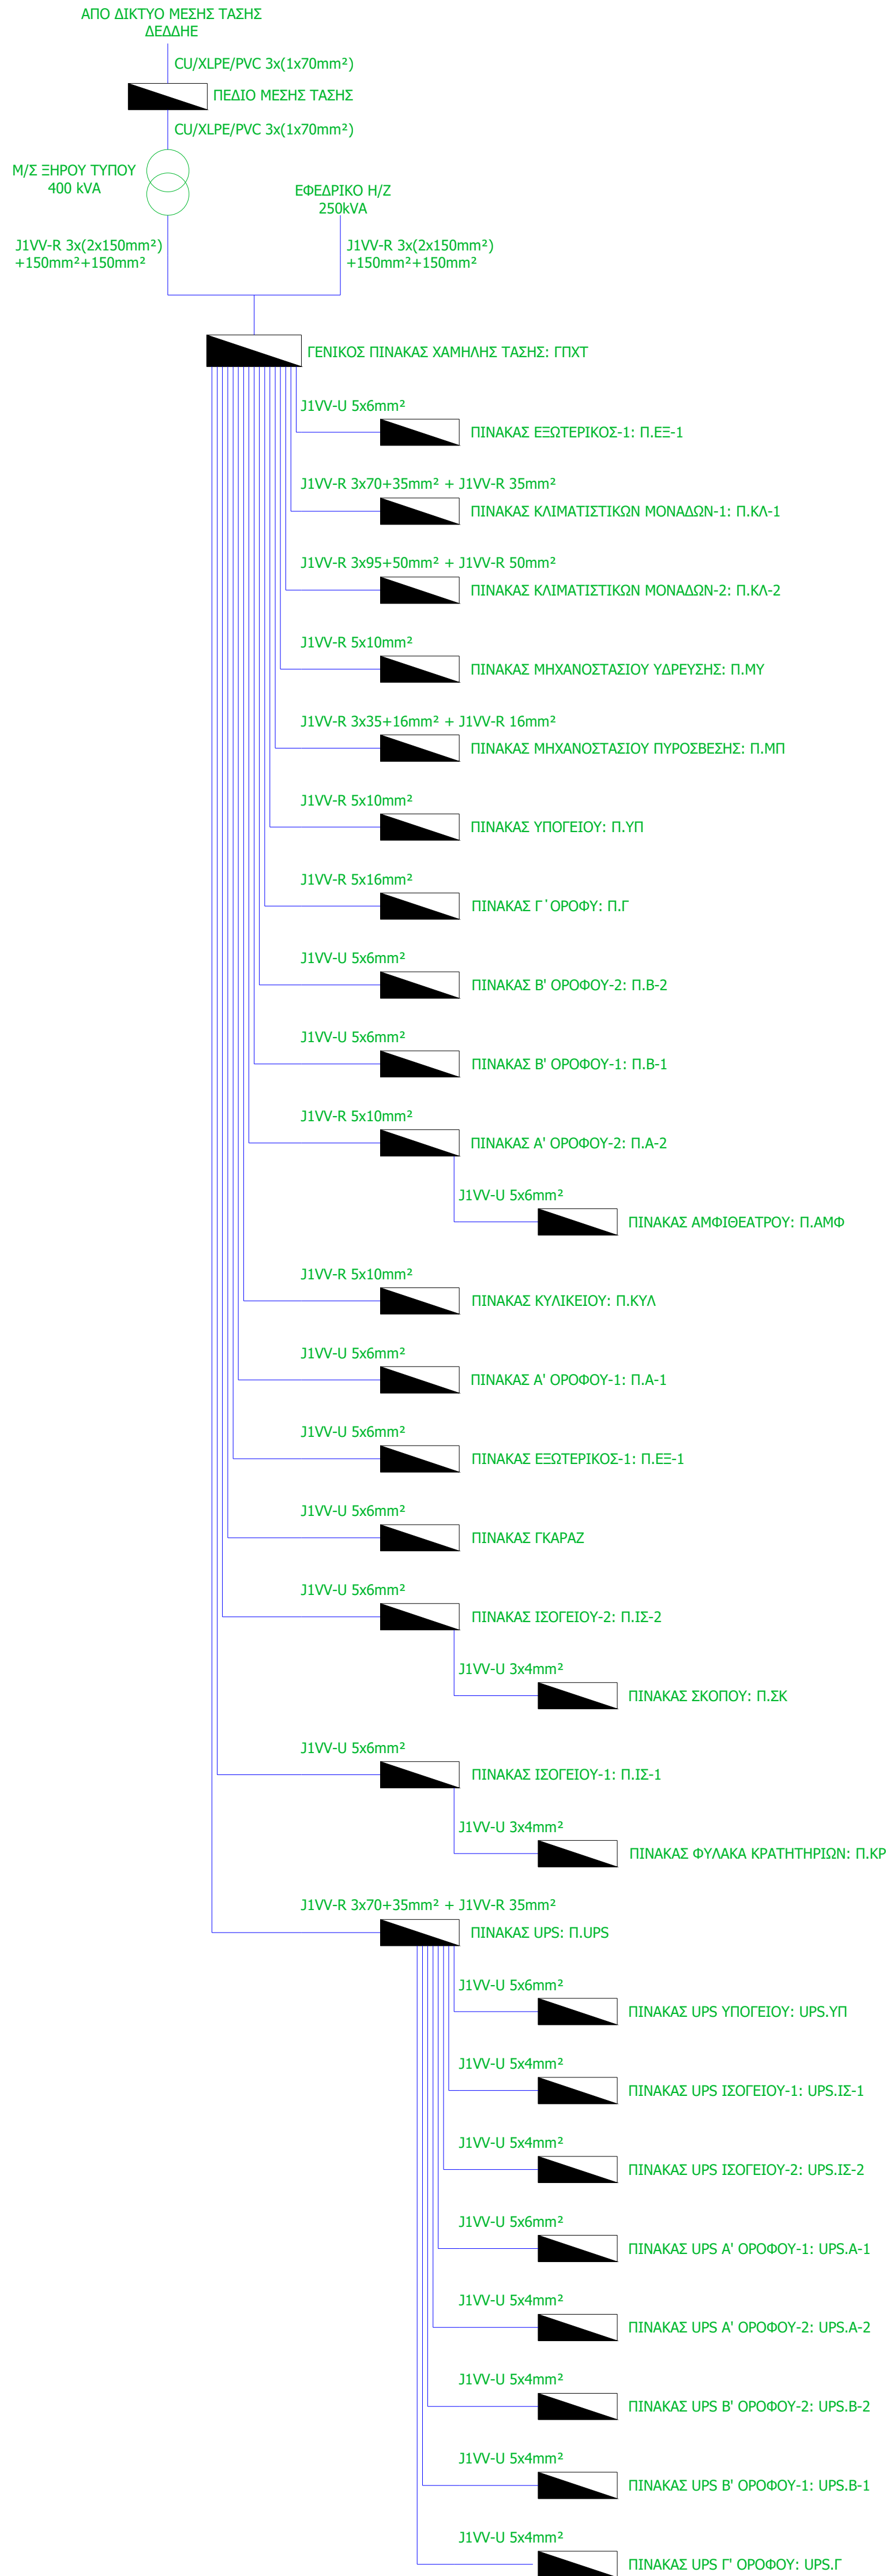 ΑΠΟ ΔΙΚΤΥΟ ΜΕΣΗΣ ΤΑΣΗΣ
ΔΕΔΔΗΕ
CU/XLPE/PVC 3x(1x70mm²)
ΠΕΔΙΟ ΜΕΣΗΣ ΤΑΣΗΣ
CU/XLPE/PVC 3x(1x70mm²)
Μ/Σ ΞΗΡΟΥ ΤΥΠΟΥ
400 kVA
ΕΦΕΔΡΙΚΟ Η/Ζ
250kVA
J1VV-R 3x(2x150mm²)
+150mm²+150mm²
J1VV-R 3x(2x150mm²)
+150mm²+150mm²
ΓΕΝΙΚΟΣ ΠΙΝΑΚΑΣ ΧΑΜΗΛΗΣ ΤΑΣΗΣ: ΓΠΧΤ
J1VV-U 5x6mm²
ΠΙΝΑΚΑΣ ΕΞΩΤΕΡΙΚΟΣ-1: Π.ΕΞ-1
J1VV-R 3x70+35mm² + J1VV-R 35mm²
ΠΙΝΑΚΑΣ ΚΛΙΜΑΤΙΣΤΙΚΩΝ ΜΟΝΑΔΩΝ-1: Π.ΚΛ-1
J1VV-R 3x95+50mm² + J1VV-R 50mm²
ΠΙΝΑΚΑΣ ΚΛΙΜΑΤΙΣΤΙΚΩΝ ΜΟΝΑΔΩΝ-2: Π.ΚΛ-2
J1VV-R 5x10mm²
ΠΙΝΑΚΑΣ ΜΗΧΑΝΟΣΤΑΣΙΟΥ ΥΔΡΕΥΣΗΣ: Π.ΜΥ
J1VV-R 3x35+16mm² + J1VV-R 16mm²
ΠΙΝΑΚΑΣ ΜΗΧΑΝΟΣΤΑΣΙΟΥ ΠΥΡΟΣΒΕΣΗΣ: Π.ΜΠ
J1VV-R 5x10mm²
ΠΙΝΑΚΑΣ ΥΠΟΓΕΙΟΥ: Π.ΥΠ
J1VV-R 5x16mm²
ΠΙΝΑΚΑΣ Γ΄ΟΡΟΦΥ: Π.Γ
J1VV-U 5x6mm²
ΠΙΝΑΚΑΣ Β' ΟΡΟΦΟΥ-2: Π.Β-2
J1VV-U 5x6mm²
ΠΙΝΑΚΑΣ Β' ΟΡΟΦΟΥ-1: Π.Β-1
J1VV-R 5x10mm²
ΠΙΝΑΚΑΣ Α' ΟΡΟΦΟΥ-2: Π.Α-2
J1VV-U 5x6mm²
ΠΙΝΑΚΑΣ ΑΜΦΙΘΕΑΤΡΟΥ: Π.ΑΜΦ
J1VV-R 5x10mm²
ΠΙΝΑΚΑΣ ΚΥΛΙΚΕΙΟΥ: Π.ΚΥΛ
J1VV-U 5x6mm²
ΠΙΝΑΚΑΣ Α' ΟΡΟΦΟΥ-1: Π.Α-1
J1VV-U 5x6mm²
ΠΙΝΑΚΑΣ ΕΞΩΤΕΡΙΚΟΣ-1: Π.ΕΞ-1
J1VV-U 5x6mm²
ΠΙΝΑΚΑΣ ΓΚΑΡΑΖ
J1VV-U 5x6mm²
ΠΙΝΑΚΑΣ ΙΣΟΓΕΙΟΥ-2: Π.ΙΣ-2
J1VV-U 3x4mm²
ΠΙΝΑΚΑΣ ΣΚΟΠΟΥ: Π.ΣΚ
J1VV-U 5x6mm²
ΠΙΝΑΚΑΣ ΙΣΟΓΕΙΟΥ-1: Π.ΙΣ-1
J1VV-U 3x4mm²
ΠΙΝΑΚΑΣ ΦΥΛΑΚΑ ΚΡΑΤΗΤΗΡΙΩΝ: Π.ΚΡ
J1VV-R 3x70+35mm² + J1VV-R 35mm²
ΠΙΝΑΚΑΣ UPS: Π.UPS
J1VV-U 5x6mm²
ΠΙΝΑΚΑΣ UPS ΥΠΟΓΕΙΟΥ: UPS.ΥΠ
J1VV-U 5x4mm²
ΠΙΝΑΚΑΣ UPS ΙΣΟΓΕΙΟΥ-1: UPS.ΙΣ-1
J1VV-U 5x4mm²
ΠΙΝΑΚΑΣ UPS ΙΣΟΓΕΙΟΥ-2: UPS.ΙΣ-2
J1VV-U 5x6mm²
ΠΙΝΑΚΑΣ UPS Α' ΟΡΟΦΟΥ-1: UPS.Α-1
J1VV-U 5x4mm²
ΠΙΝΑΚΑΣ UPS Α' ΟΡΟΦΟΥ-2: UPS.Α-2
J1VV-U 5x4mm²
ΠΙΝΑΚΑΣ UPS Β' ΟΡΟΦΟΥ-2: UPS.Β-2
J1VV-U 5x4mm²
ΠΙΝΑΚΑΣ UPS Β' ΟΡΟΦΟΥ-1: UPS.Β-1
J1VV-U 5x4mm²
ΠΙΝΑΚΑΣ UPS Γ' ΟΡΟΦΟΥ: UPS.Γ